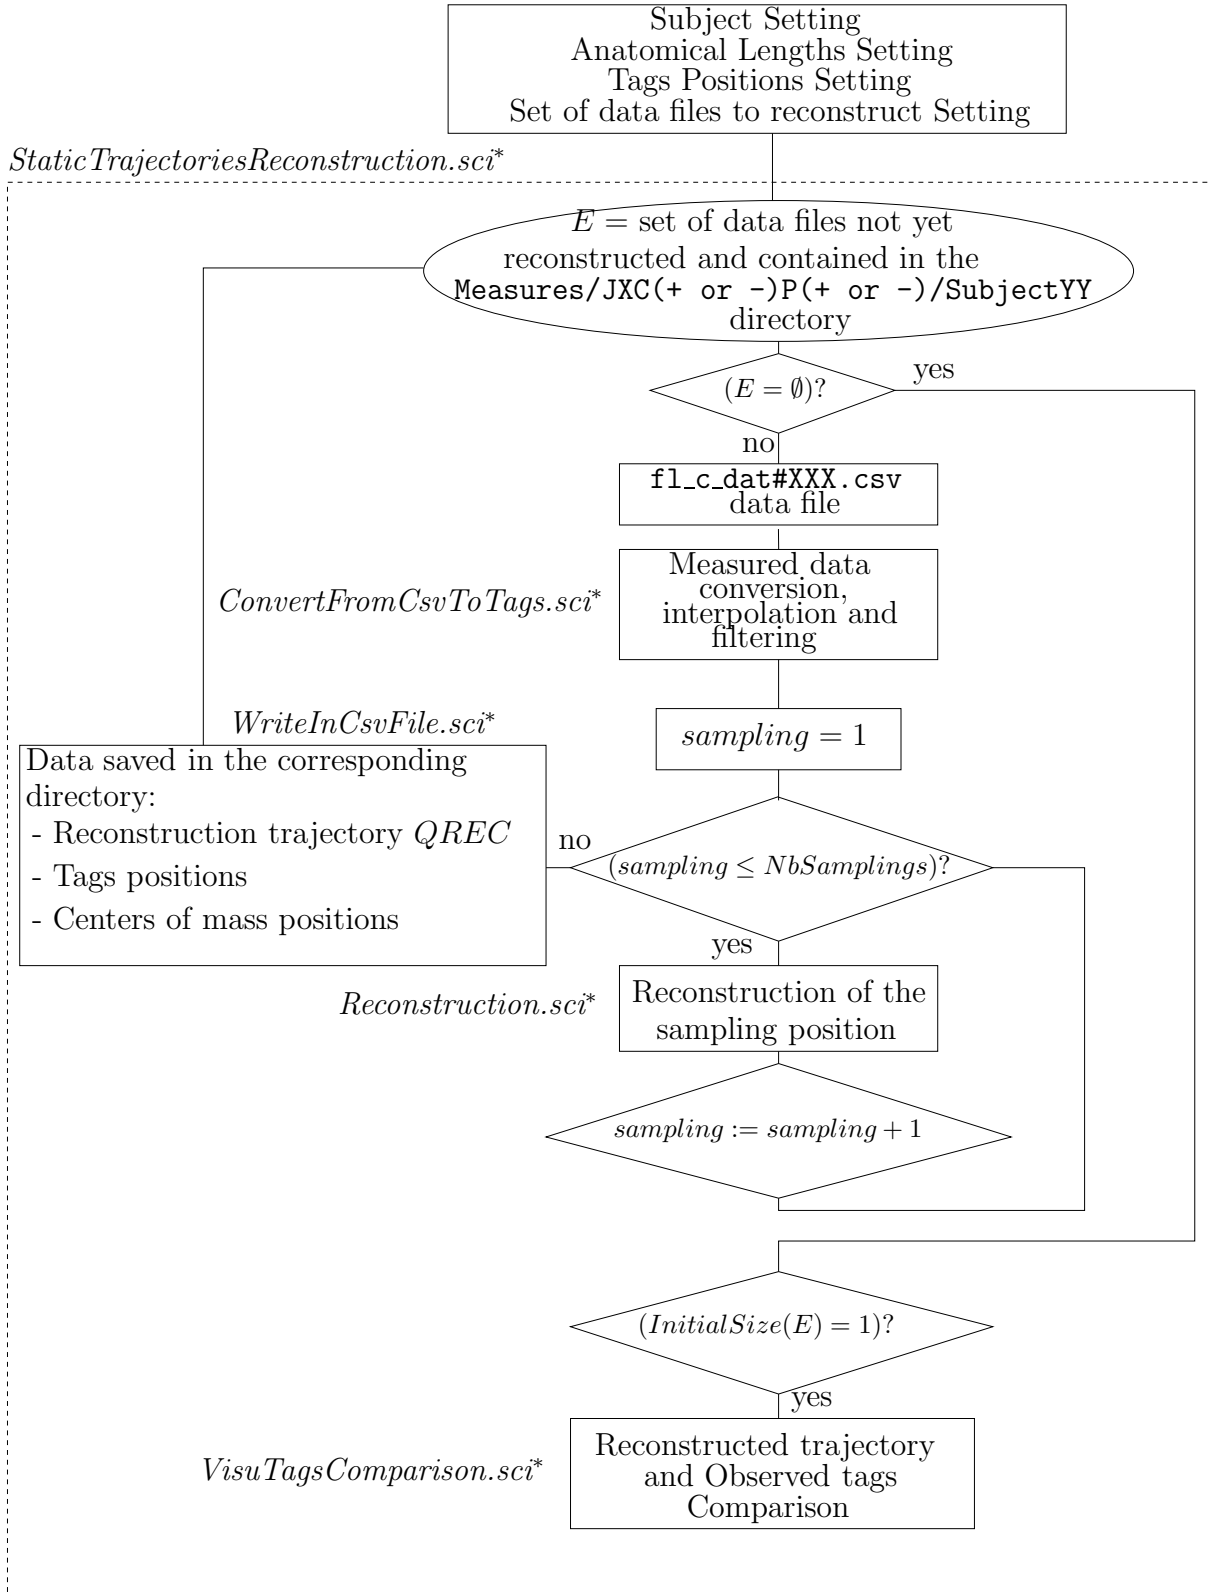 Subject Setting
Anatomical Lengths Setting
Tags Positions Setting
Set of data files to reconstruct Setting
StaticTrajectoriesReconstruction.sci*
E = set of data files not yet
reconstructed and contained in the
Measures/JXC(+ or -)P(+ or -)/SubjectYY
directory
(E = ∅)?
yes
no
fl_c_dat#XXX.csv
data file
ConvertFromCsvToTags.sci*
Measured data
conversion,
interpolation and
filtering
WriteInCsvFile.sci*
sampling = 1
Data saved in the corresponding
directory:
- Reconstruction trajectory QREC
- Tags positions
- Centers of mass positions
no
(sampling ≤ NbSamplings)?
yes
Reconstruction.sci*
Reconstruction of the
sampling position
sampling := sampling + 1
(InitialSize(E) = 1)?
yes
VisuTagsComparison.sci*
Reconstructed trajectory
and Observed tags
Comparison